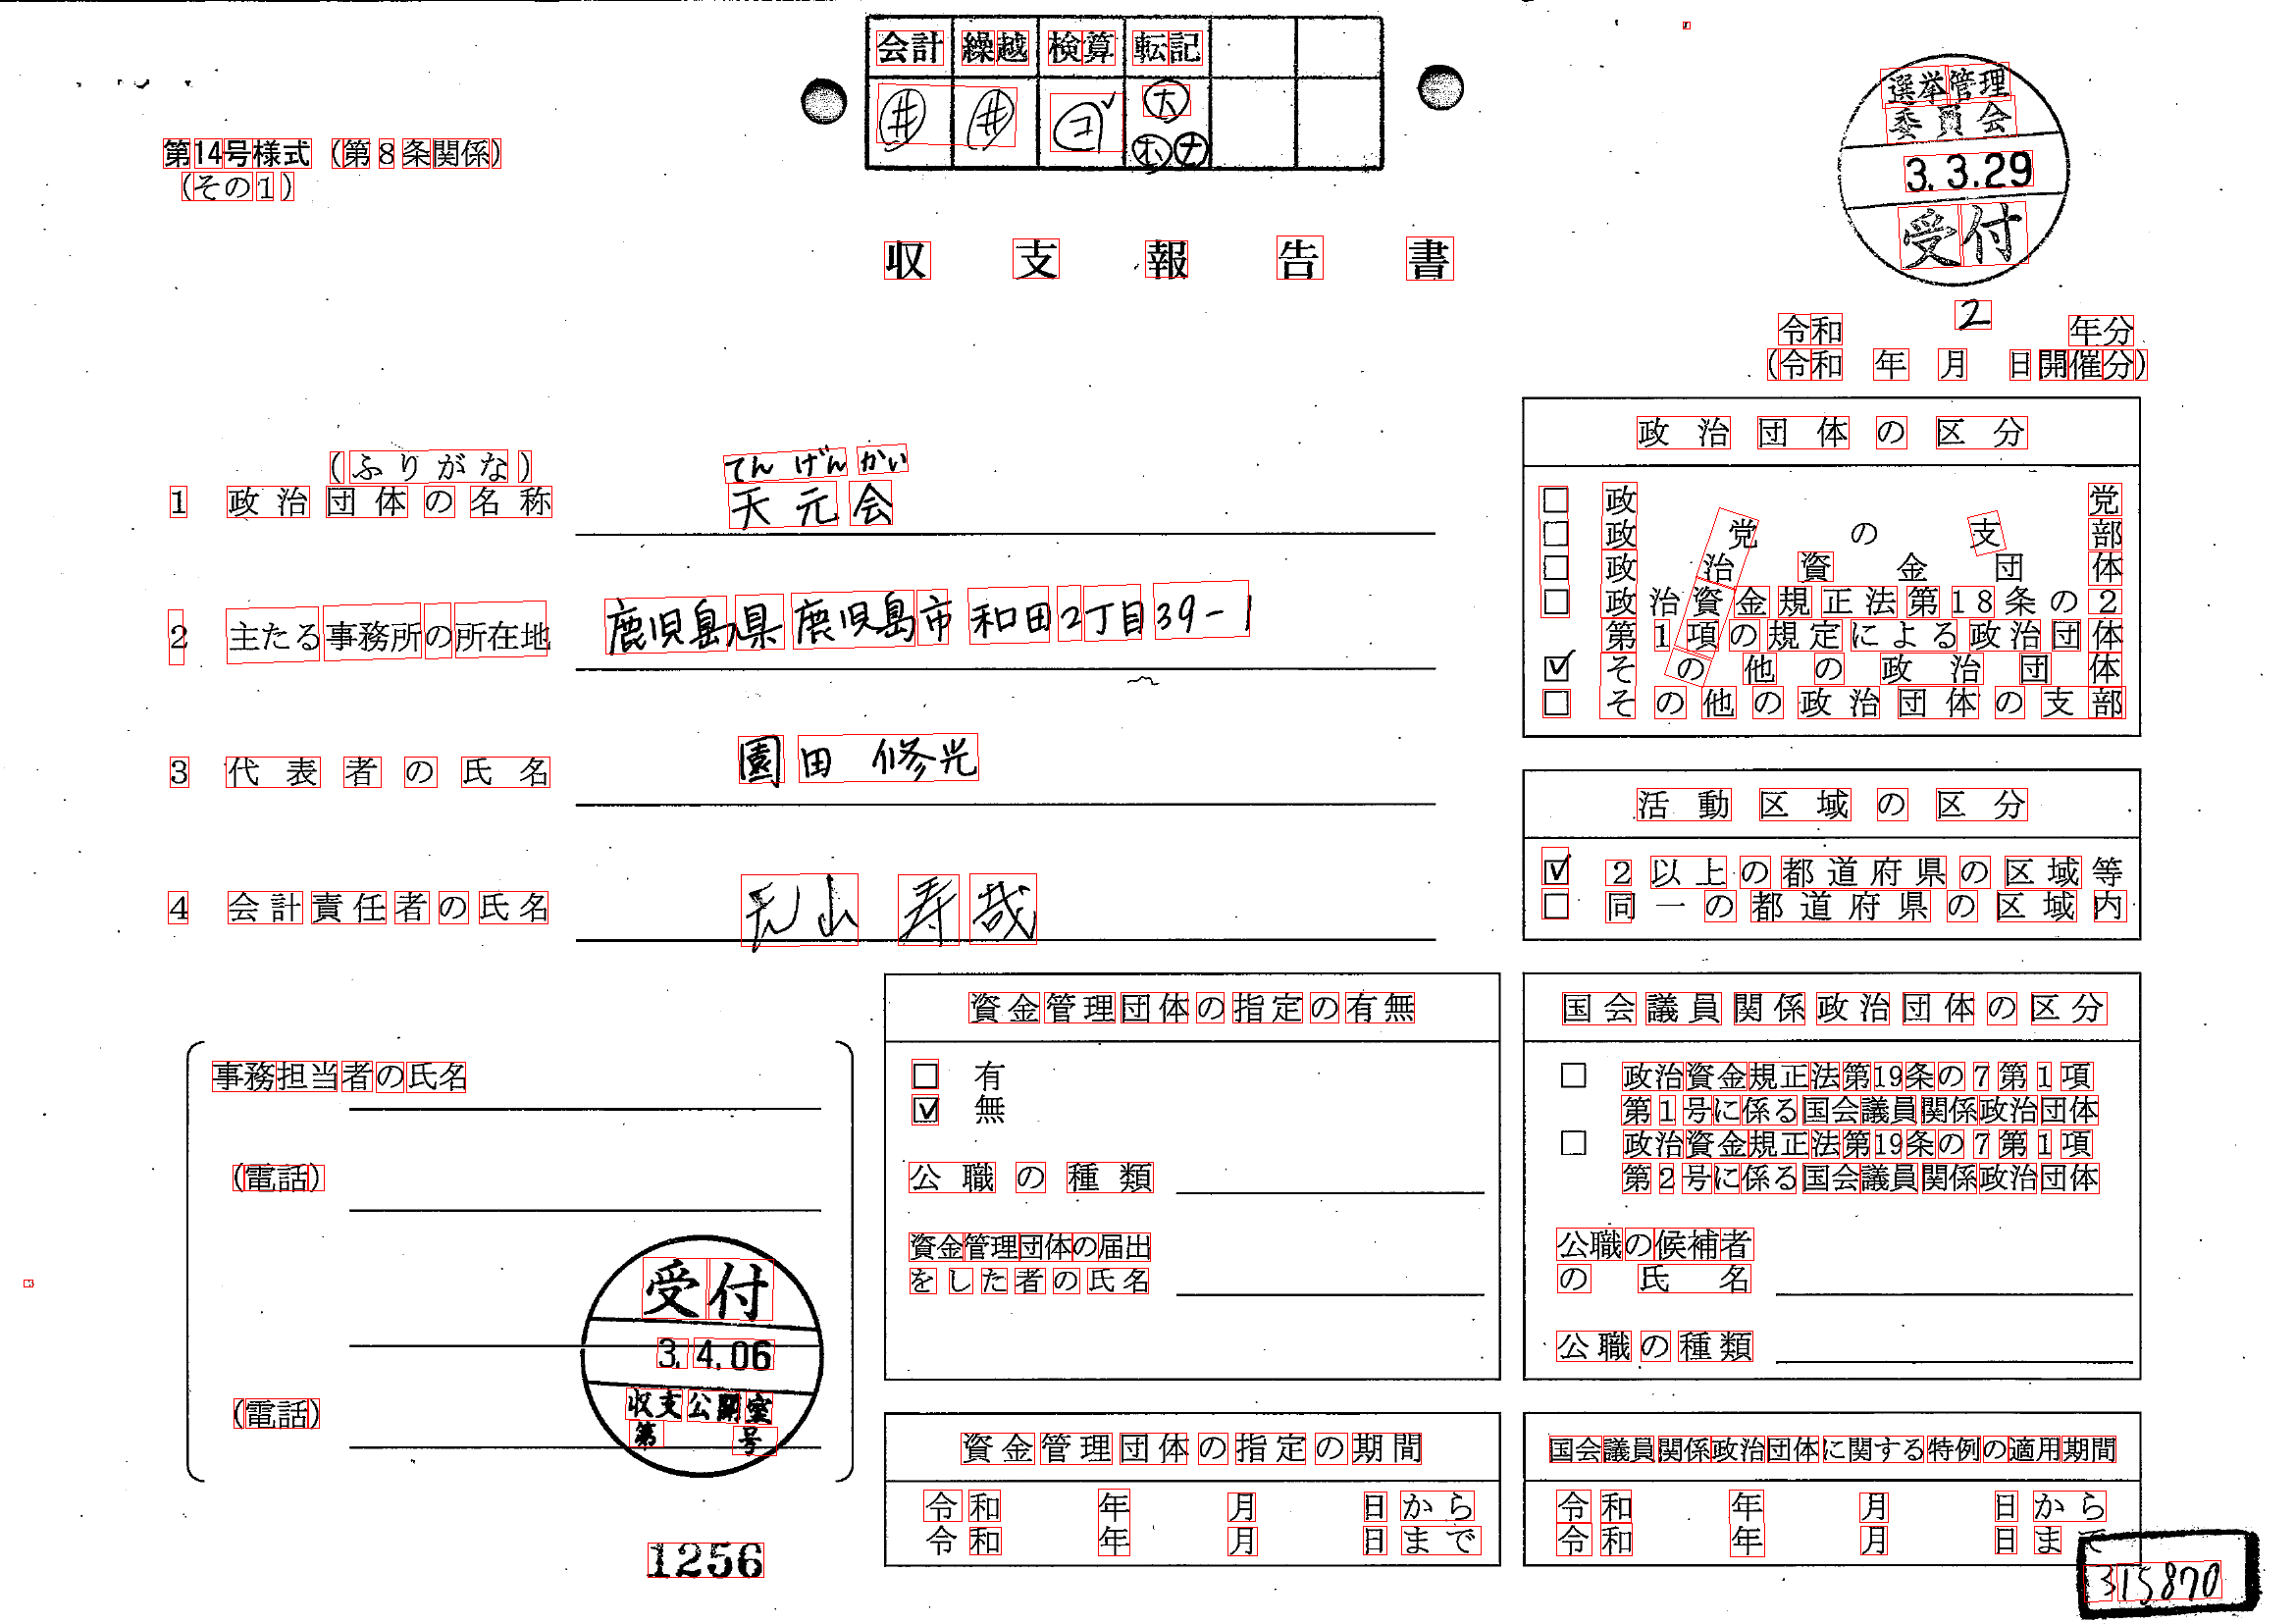 会計 繰越 検算 転記
選挙管理
委員会
3.3.29
受付
第14号様式 (第8条関係)
(その1)
収支報告書
令和 2 年分
(令和 年 月 日開催分)
(ふりがな) てんげんかい
1 政治団体の名称 天元会
2 主たる事務所の所在地 鹿児島県鹿児島市和田2丁目39-1
3 代表者の氏名 園田修光
4 会計責任者の氏名 山 寿哉
政治団体の区分
□ 政党
□ 政党の支部
□ 政治資金団体
□ 政治資金規正法第18条の2
第1項の規定による政治団体
☑ その他の政治団体
□ その他の政治団体の支部
活動区域の区分
☑ 2以上の都道府県の区域等
□ 同一の都道府県の区域内
事務担当者の氏名
(電話)
(電話)
受付
3.4.06
収支公開室
第 号
1256
資金管理団体の指定の有無
□ 有
☑ 無
公職の種類
資金管理団体の届出
をした者の氏名
資金管理団体の指定の期間
令和 年 月 日から
令和 年 月 日まで
国会議員関係政治団体の区分
□ 政治資金規正法第19条の7第1項
第1号に係る国会議員関係政治団体
□ 政治資金規正法第19条の7第1項
第2号に係る国会議員関係政治団体
公職の候補者
の氏名
公職の種類
国会議員関係政治団体に関する特例の適用期間
令和 年 月 日から
令和 年 月 日まで
315870